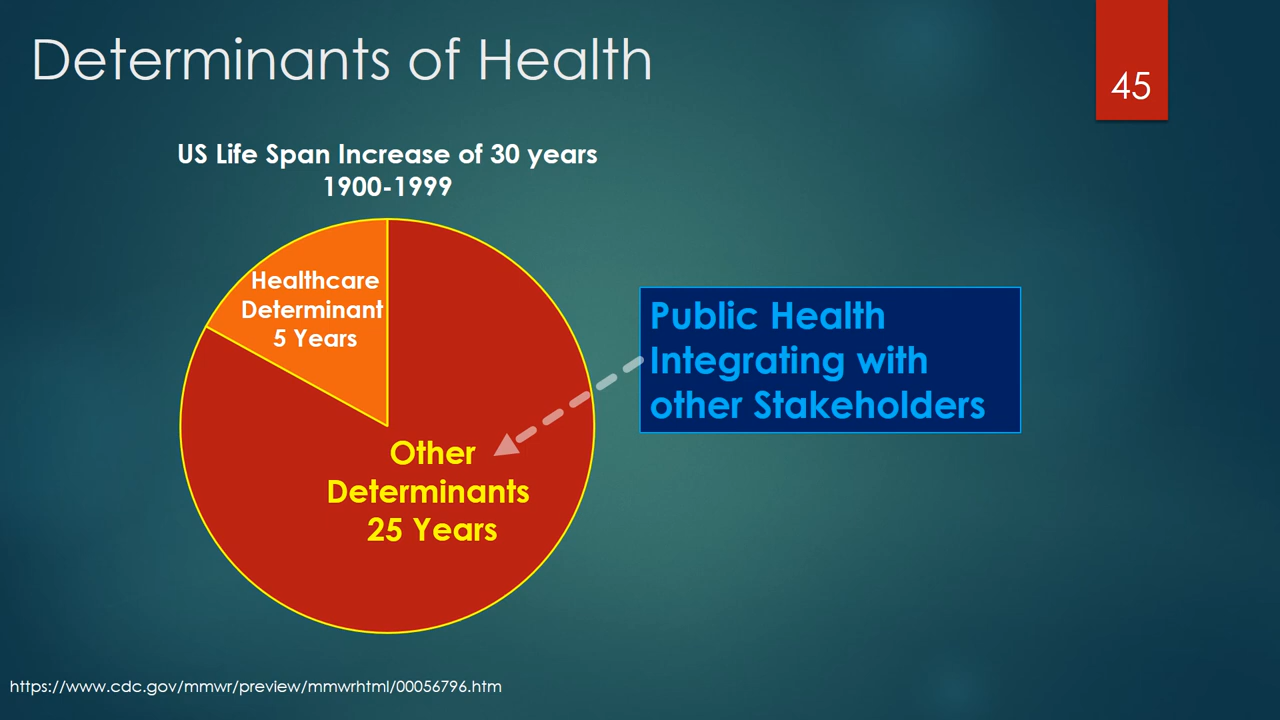 Determinants of Health
45
US Life Span Increase of 30 years
1900-1999
Healthcare
Determinant
5 Years
Other
Determinants
25 Years
Public Health
Integrating with
other Stakeholders
https://www.cdc.gov/mmwr/preview/mmwrhtml/00056796.htm